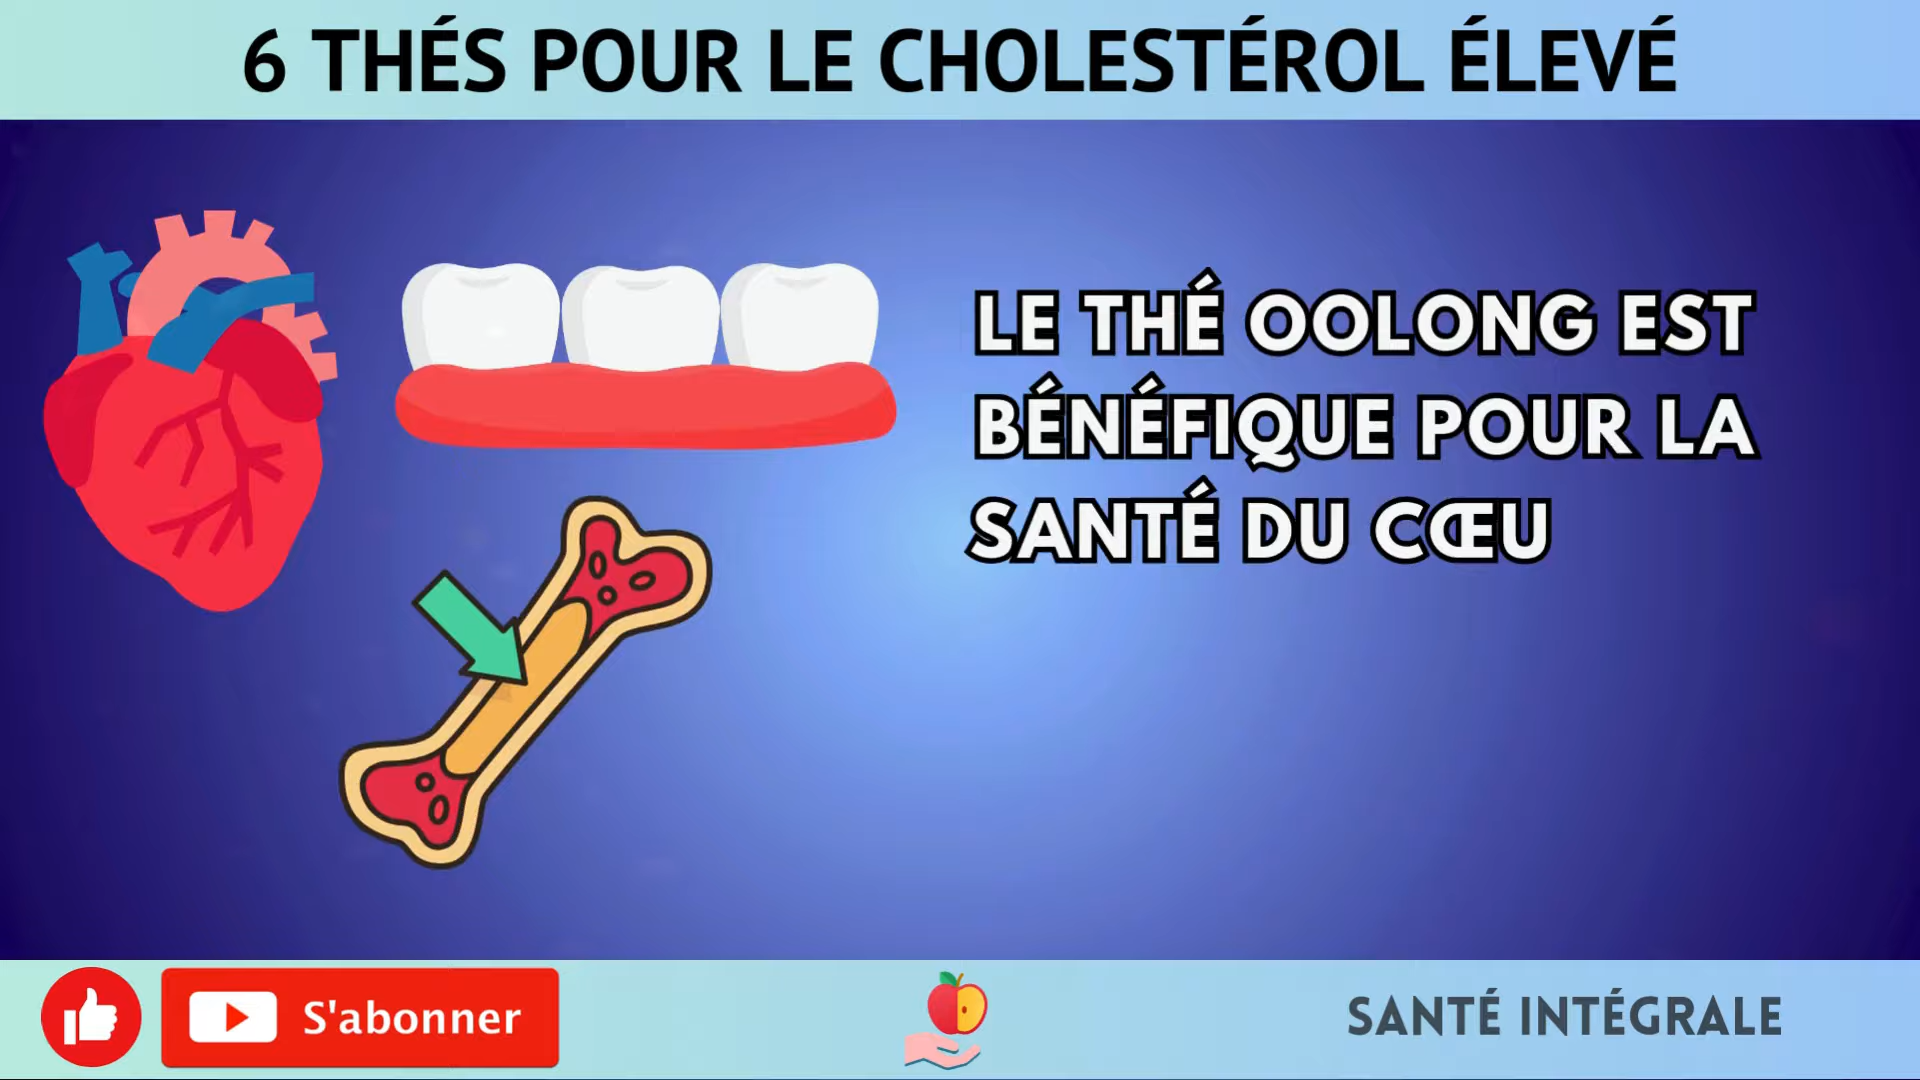 6 THÉS POUR LE CHOLESTÉROL ÉLEVÉ
LE THÉ OOLONG EST
BÉNÉFIQUE POUR LA
SANTÉ DU CŒU
S'abonner
SANTÉ INTÉGRALE